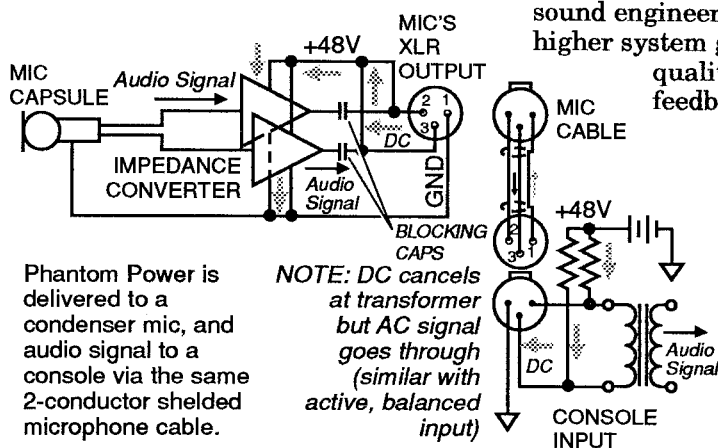 sound engineer
higher system g
qualit
feedb
MIC'S
XLR
OUTPUT
+48V
MIC
CAPSULE
Audio Signal
2
1
3
DC
IMPEDANCE
CONVERTER
Audio
Signal
GND
BLOCKING
CAPS
MIC
CABLE
+48V
2
3
1
DC
Audio
Signal
CONSOLE
INPUT
Phantom Power is
delivered to a
condenser mic, and
audio signal to a
console via the same
2-conductor shielded
microphone cable.
NOTE: DC cancels
at transformer
but AC signal
goes through
(similar with
active, balanced
input)